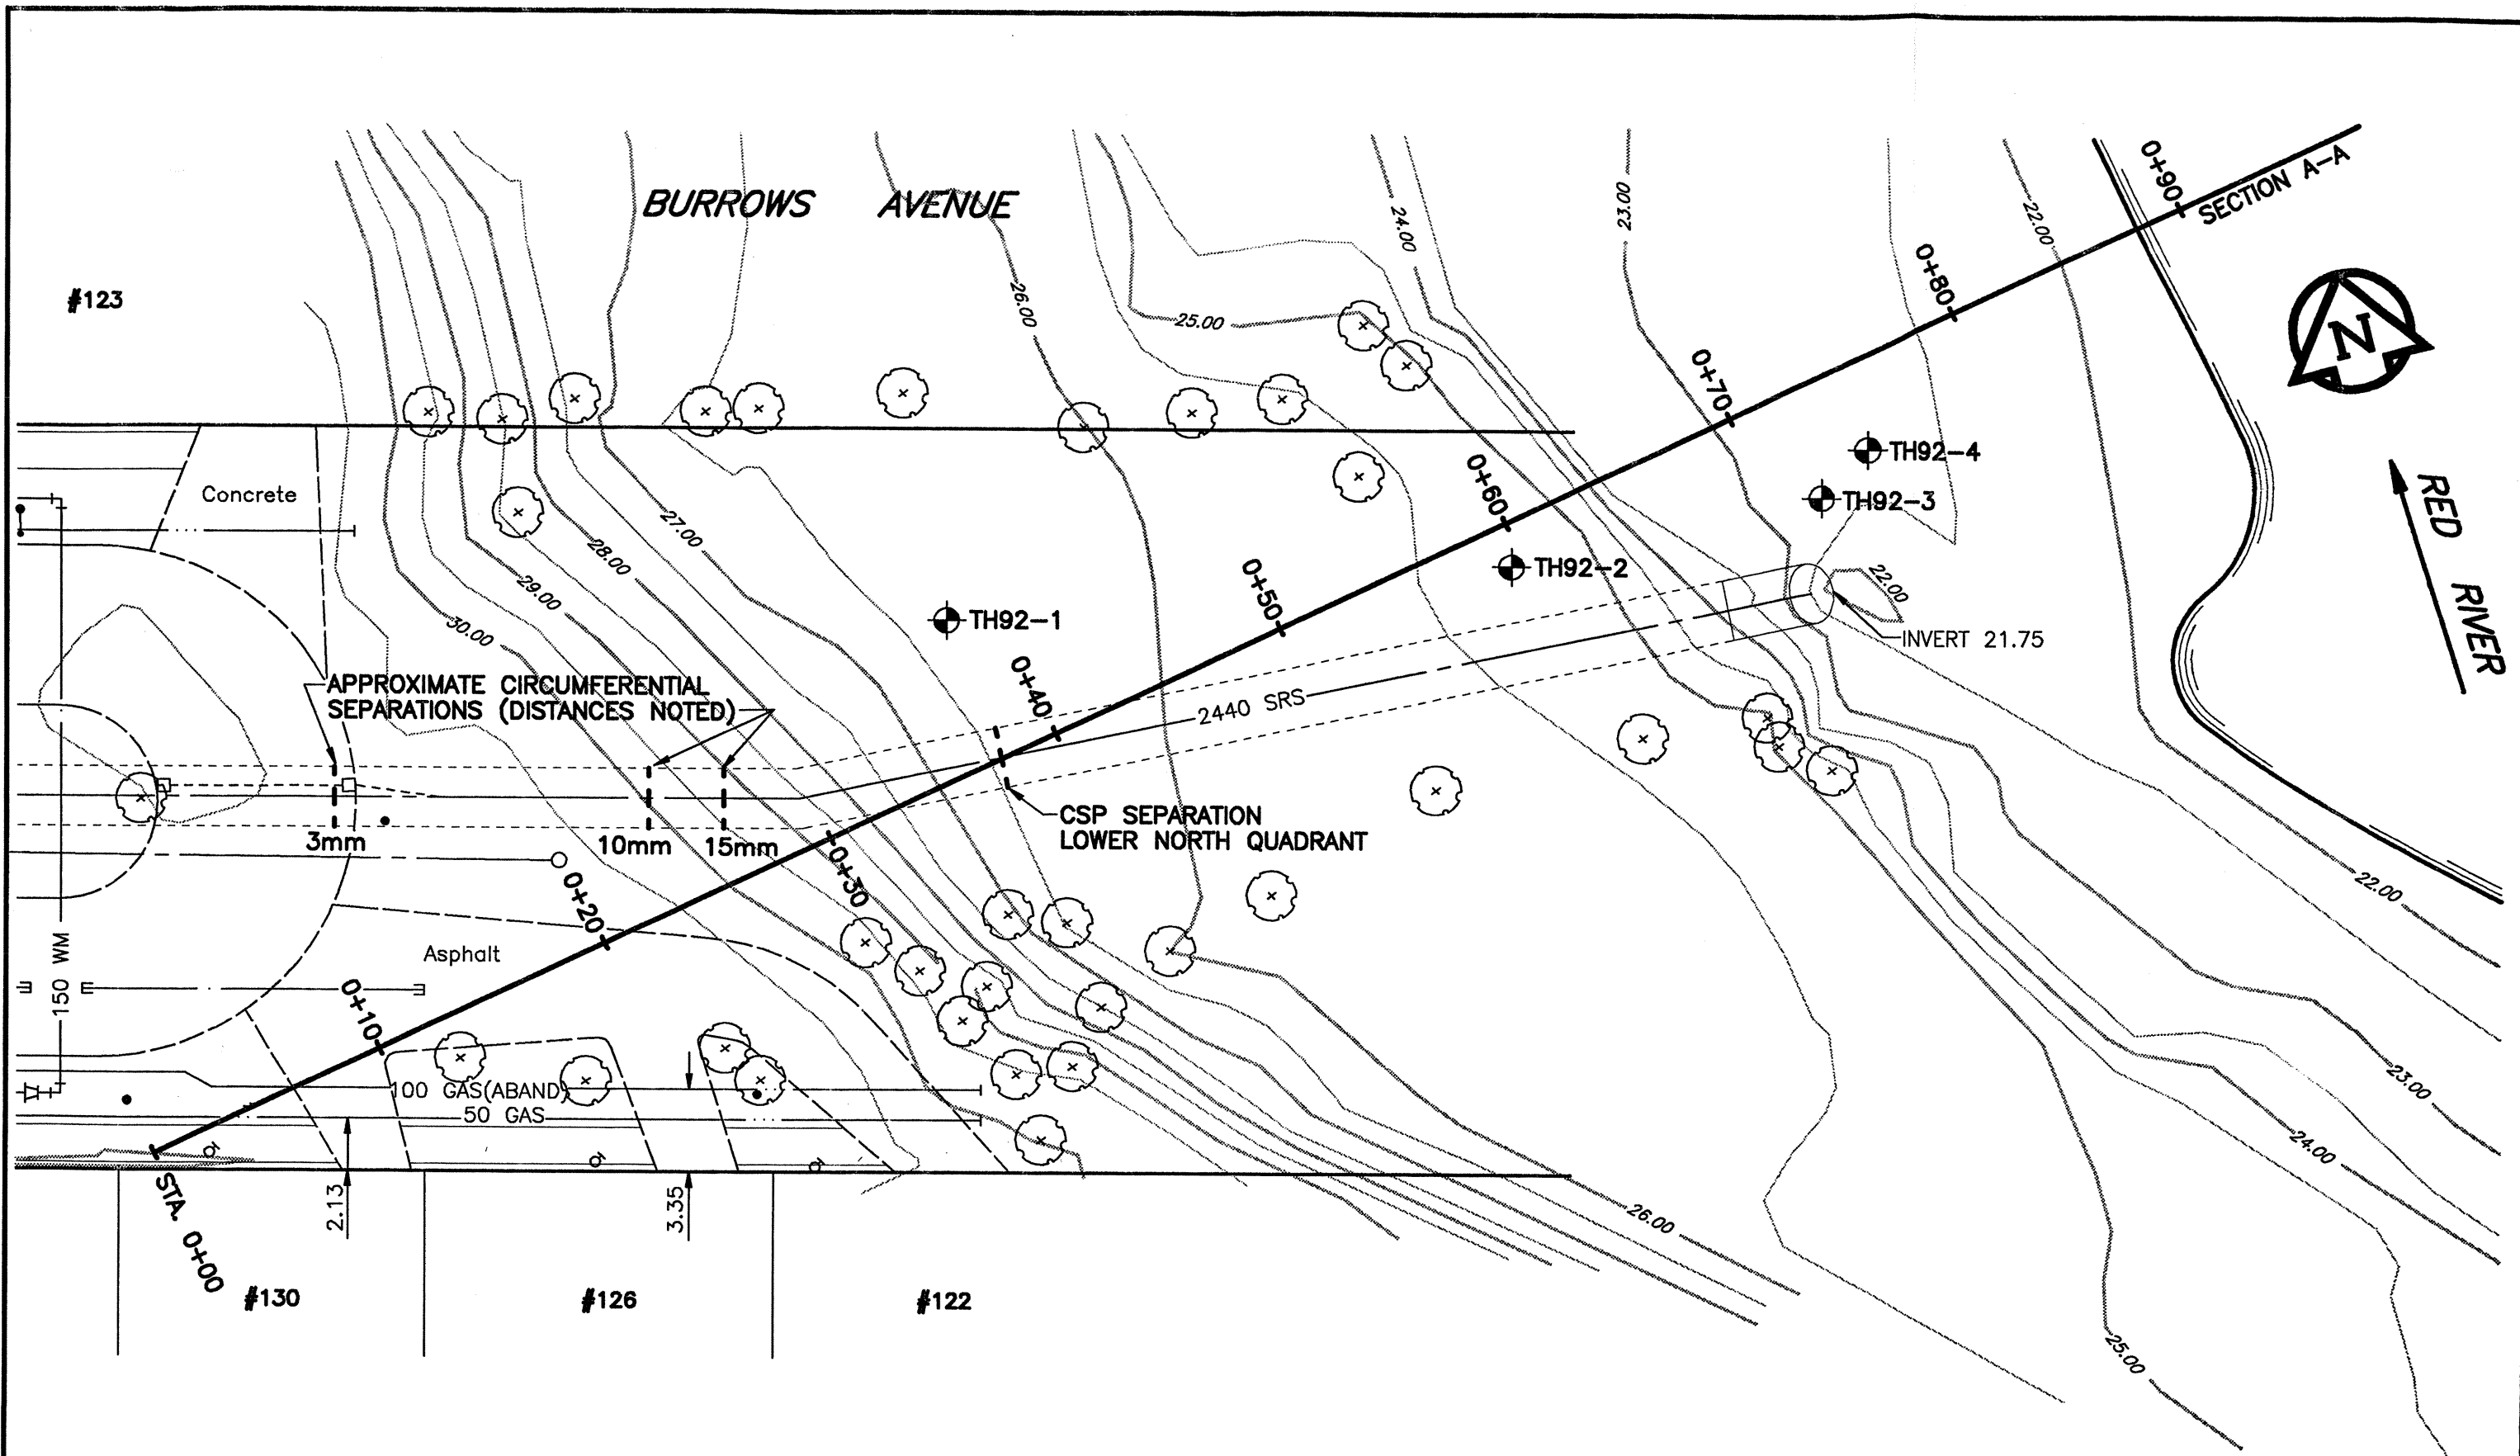 BURROWS AVENUE
#123
0+90
SECTION A-A
22.00
23.00
24.00
0+80
N
26.00
25.00
0+70
TH92-4
0+60
TH92-3
RED RIVER
Concrete
27.00
28.00
29.00
30.00
TH92-2
0+50
22.00
TH92-1
INVERT 21.75
0+40
APPROXIMATE CIRCUMFERENTIAL
SEPARATIONS (DISTANCES NOTED)
2440 SRS
CSP SEPARATION
LOWER NORTH QUADRANT
3mm
10mm
15mm
0+30
0+20
22.00
Asphalt
150 WM
0+10
100 GAS(ABAND)
50 GAS
23.00
24.00
STA. 0+00
2.13
3.35
26.00
#130
#126
#122
25.00